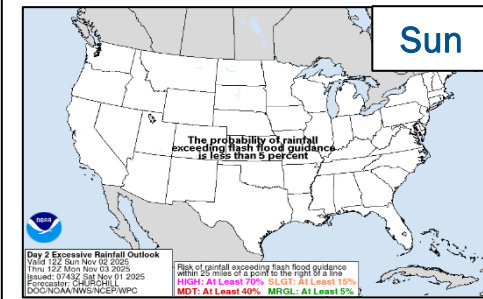 Sun
The probability of rainfall
exceeding flash flood guidance
is less than 5 percent
noaa
Day 2 Excessive Rainfall Outlook
Valid 12Z Sun Nov 02 2025
Thru 12Z Mon Nov 03 2025
Issued: 0743Z Sat Nov 01 2025
Forecaster: CHURCHILL
DOC/NOAA/NWS/NCEP/WPC
Risk of rainfall exceeding flash flood guidance
within 25 miles of a point to the right of a line
HIGH: At Least 70% SLGT: At Least 15%
MDT: At Least 40% MRGL: At Least 5%